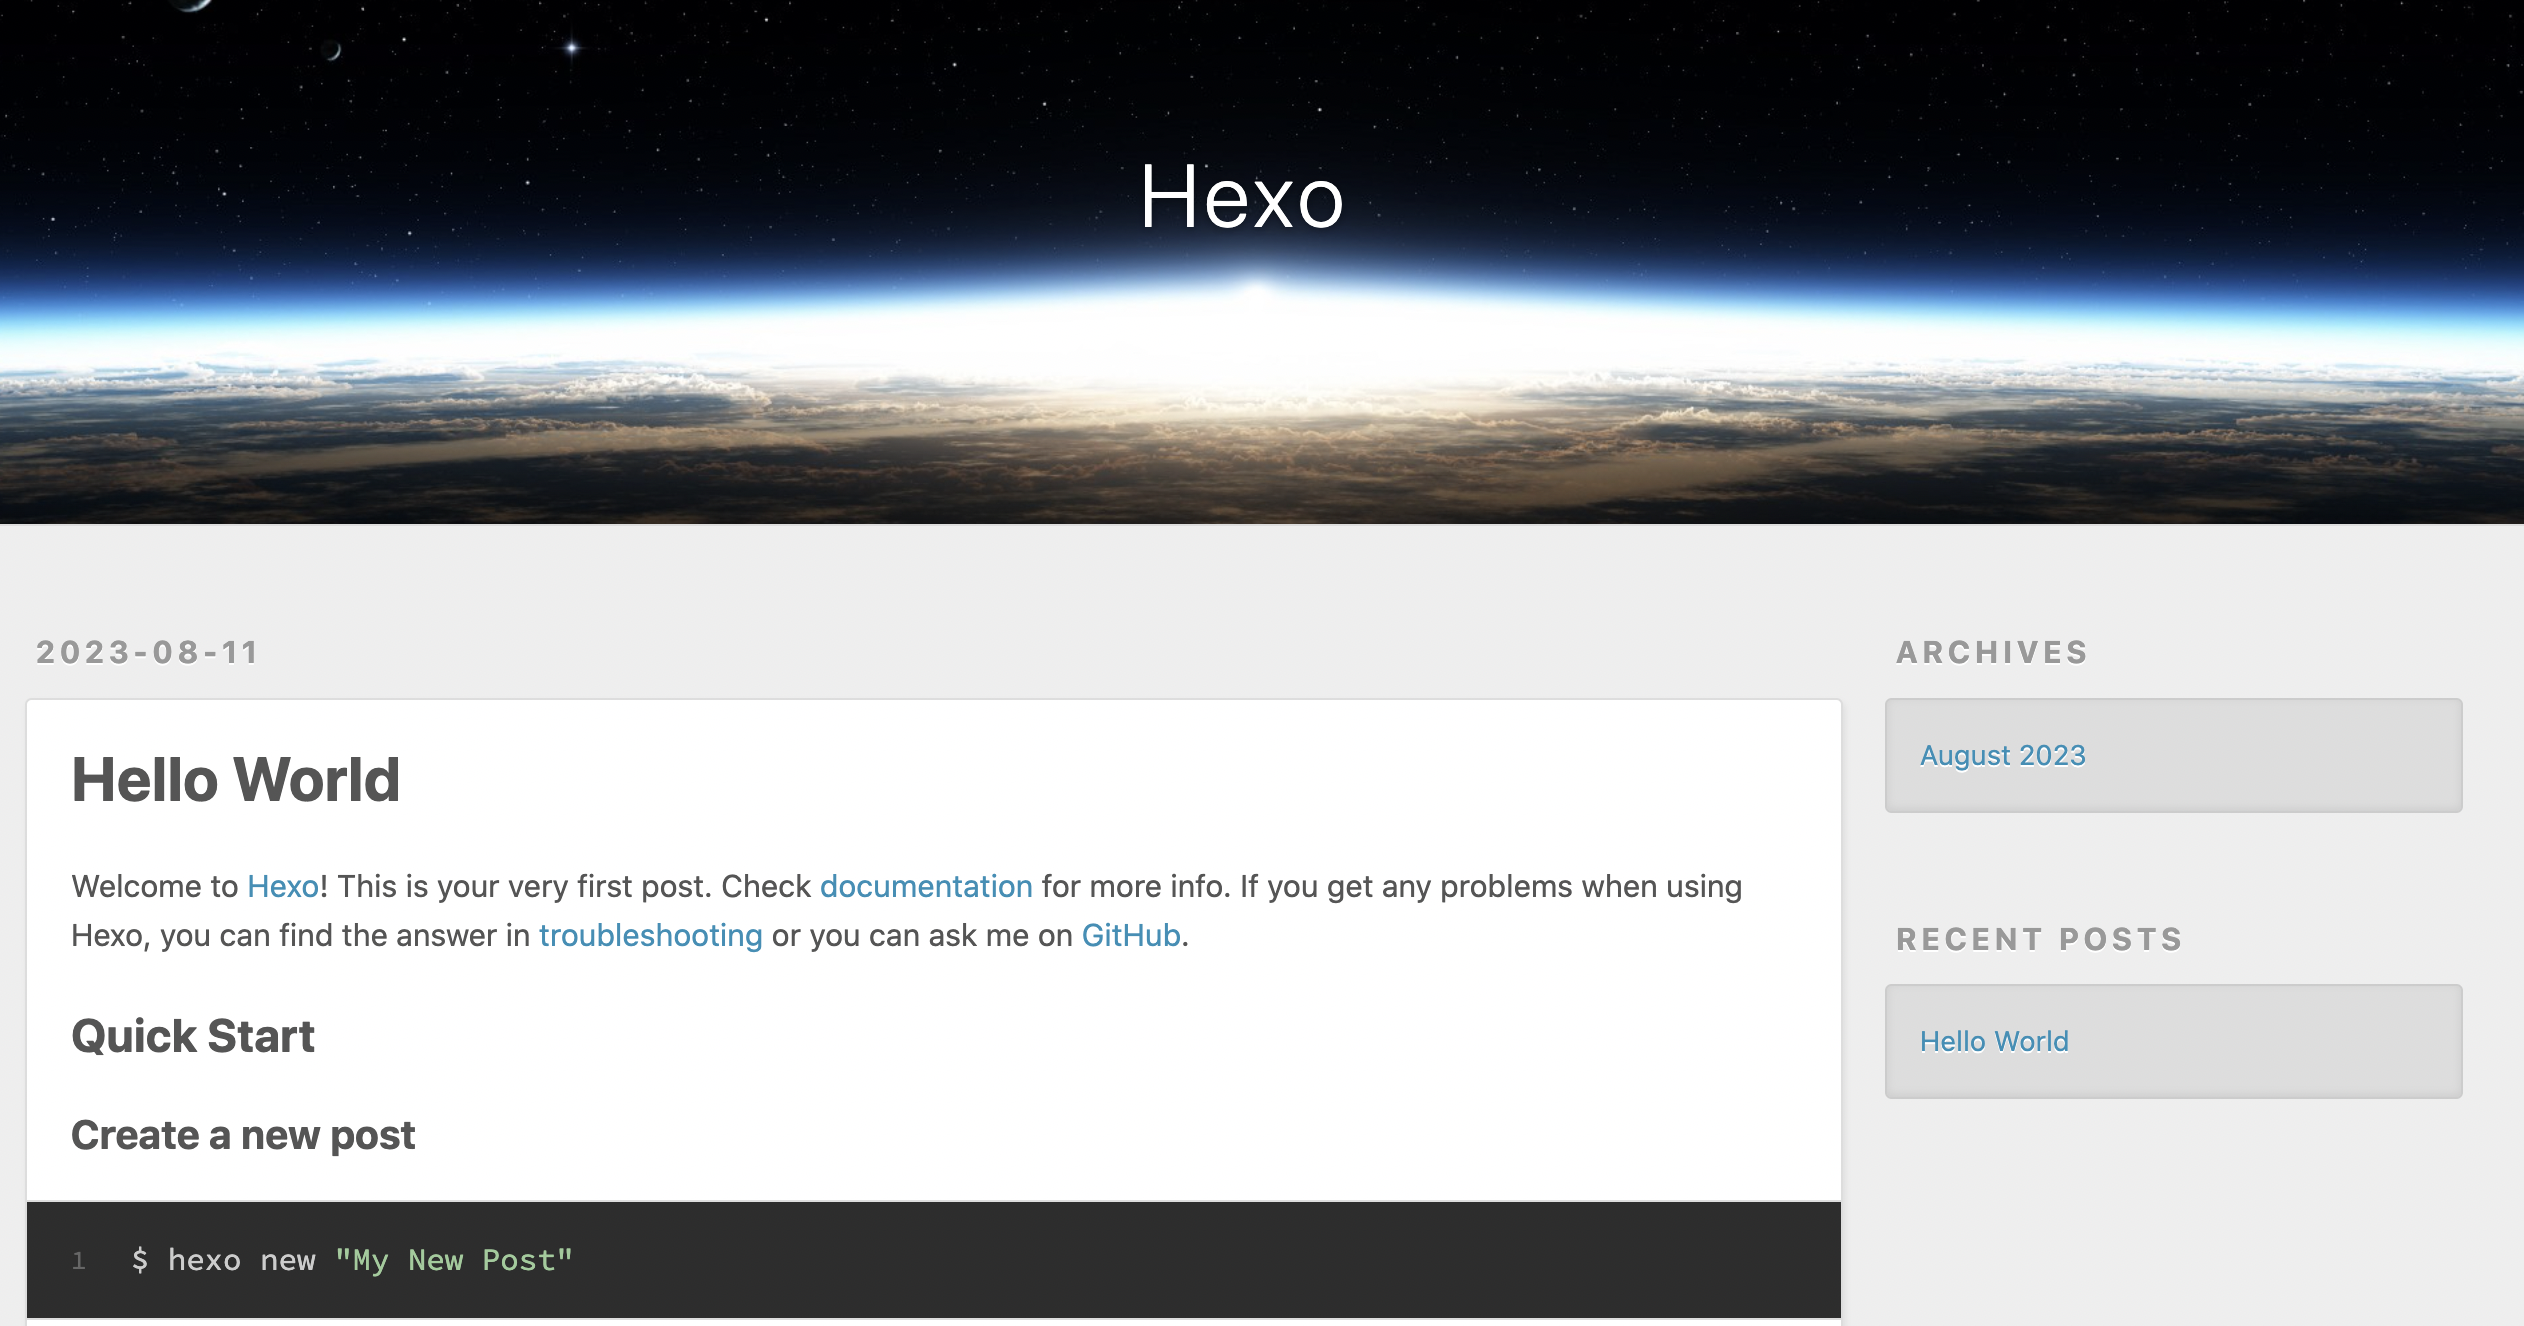 Hexo
2023-08-11
Hello World
Welcome to Hexo! This is your very first post. Check documentation for more info. If you get any problems when using
Hexo, you can find the answer in troubleshooting or you can ask me on GitHub.
Quick Start
Create a new post
1 $ hexo new "My New Post"
ARCHIVES
August 2023
RECENT POSTS
Hello World